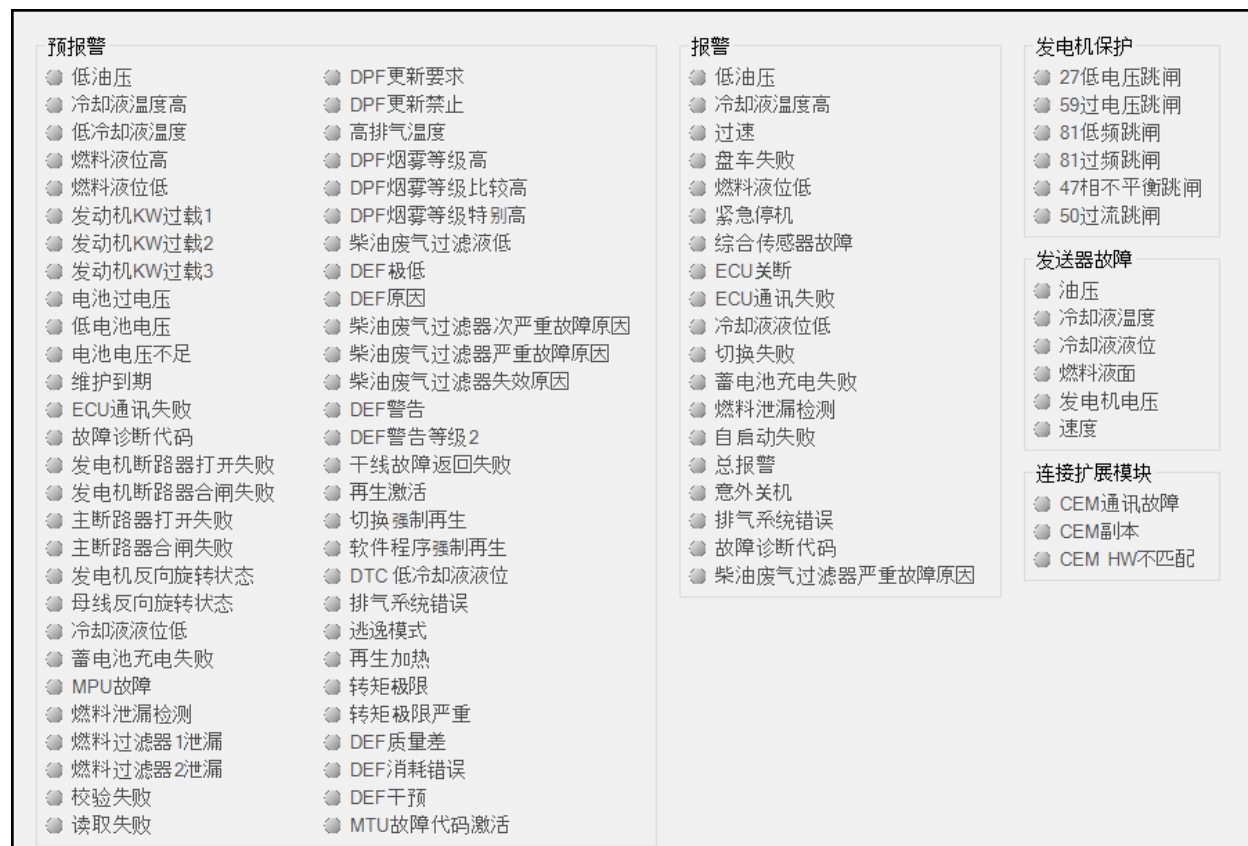 预报警
低油压
冷却液温度高
低冷却液温度
燃料液位高
燃料液位低
发动机KW过载1
发动机KW过载2
发动机KW过载3
电池过电压
低电池电压
电池电压不足
维护到期
ECU通讯失败
故障诊断代码
发电机断路器打开失败
发电机断路器合闸失败
主断路器打开失败
主断路器合闸失败
发电机反向旋转状态
母线反向旋转状态
冷却液液位低
蓄电池充电失败
MPU故障
燃料泄漏检测
燃料过滤器1泄漏
燃料过滤器2泄漏
校验失败
读取失败
DPF更新要求
DPF更新禁止
高排气温度
DPF烟雾等级高
DPF烟雾等级比较高
DPF烟雾等级特别高
柴油废气过滤液低
DEF极低
DEF原因
柴油废气过滤器次严重故障原因
柴油废气过滤器严重故障原因
柴油废气过滤器失效原因
DEF警告
DEF警告等级2
干线故障返回失败
再生激活
切换强制再生
软件程序强制再生
DTC 低冷却液液位
排气系统错误
逃逸模式
再生加热
转矩极限
转矩极限严重
DEF质量差
DEF消耗错误
DEF干预
MTU故障代码激活
报警
低油压
冷却液温度高
过速
盘车失败
燃料液位低
紧急停机
综合传感器故障
ECU关断
ECU通讯失败
冷却液液位低
切换失败
蓄电池充电失败
燃料泄漏检测
自启动失败
总报警
意外关机
排气系统错误
故障诊断代码
柴油废气过滤器严重故障原因
发电机保护
27低电压跳闸
59过电压跳闸
81低频跳闸
81过频跳闸
47相不平衡跳闸
50过流跳闸
发送器故障
油压
冷却液温度
冷却液液位
燃料液面
发电机电压
速度
连接扩展模块
CEM通讯故障
CEM副本
CEM HW不匹配